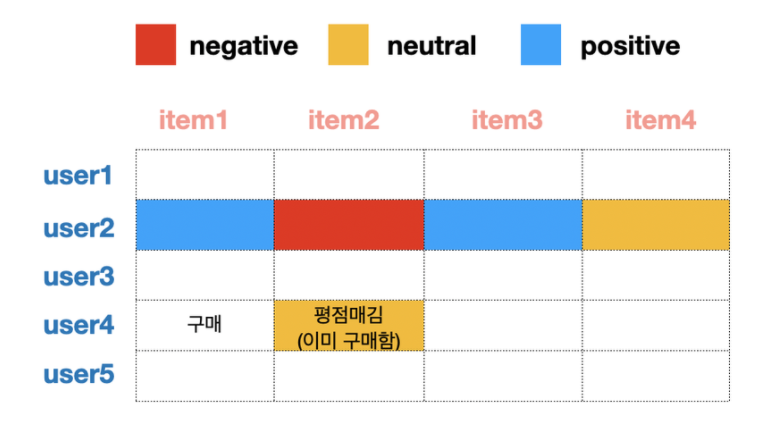 negative neutral positive
item1 item2 item3 item4
user1
user2
user3
user4 구매 평점매김
(이미 구매함)
user5